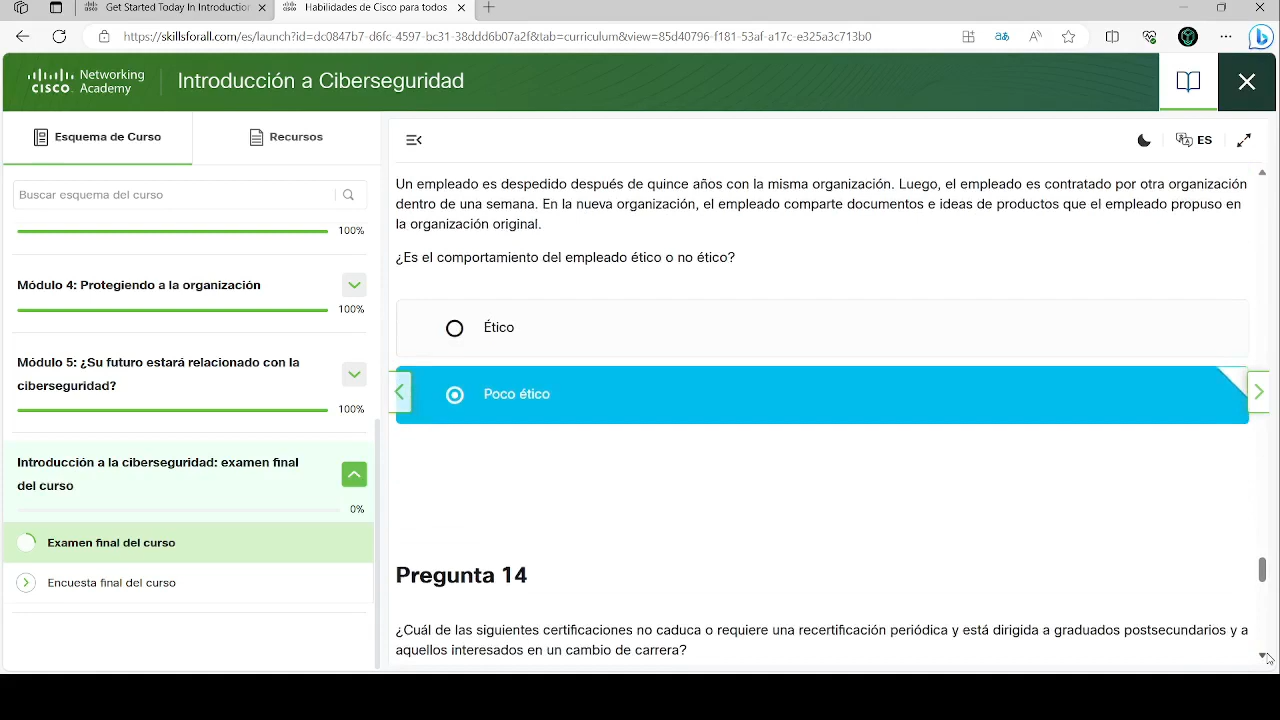 Get Started Today In Introduction
Habilidades de Cisco para todos
https://skillsforall.com/es/launch?id=dc0847b7-d6fc-4597-bc31-38ddd6b07a2f&tab=curriculum&view=85d40796-f181-53af-a17c-e325a3c713b0
Networking
CISCO Academy
Introducción a Ciberseguridad
Esquema de Curso
Recursos
ES
Buscar esquema del curso
100%
Módulo 4: Protegiendo a la organización
100%
Módulo 5: ¿Su futuro estará relacionado con la
ciberseguridad?
100%
Introducción a la ciberseguridad: examen final
del curso
0%
Examen final del curso
Encuesta final del curso
Un empleado es despedido después de quince años con la misma organización. Luego, el empleado es contratado por otra organización
dentro de una semana. En la nueva organización, el empleado comparte documentos e ideas de productos que el empleado propuso en
la organización original.
¿Es el comportamiento del empleado ético o no ético?
Ético
Poco ético
Pregunta 14
¿Cuál de las siguientes certificaciones no caduca o requiere una recertificación periódica y está dirigida a graduados postsecundarios y a
aquellos interesados en un cambio de carrera?